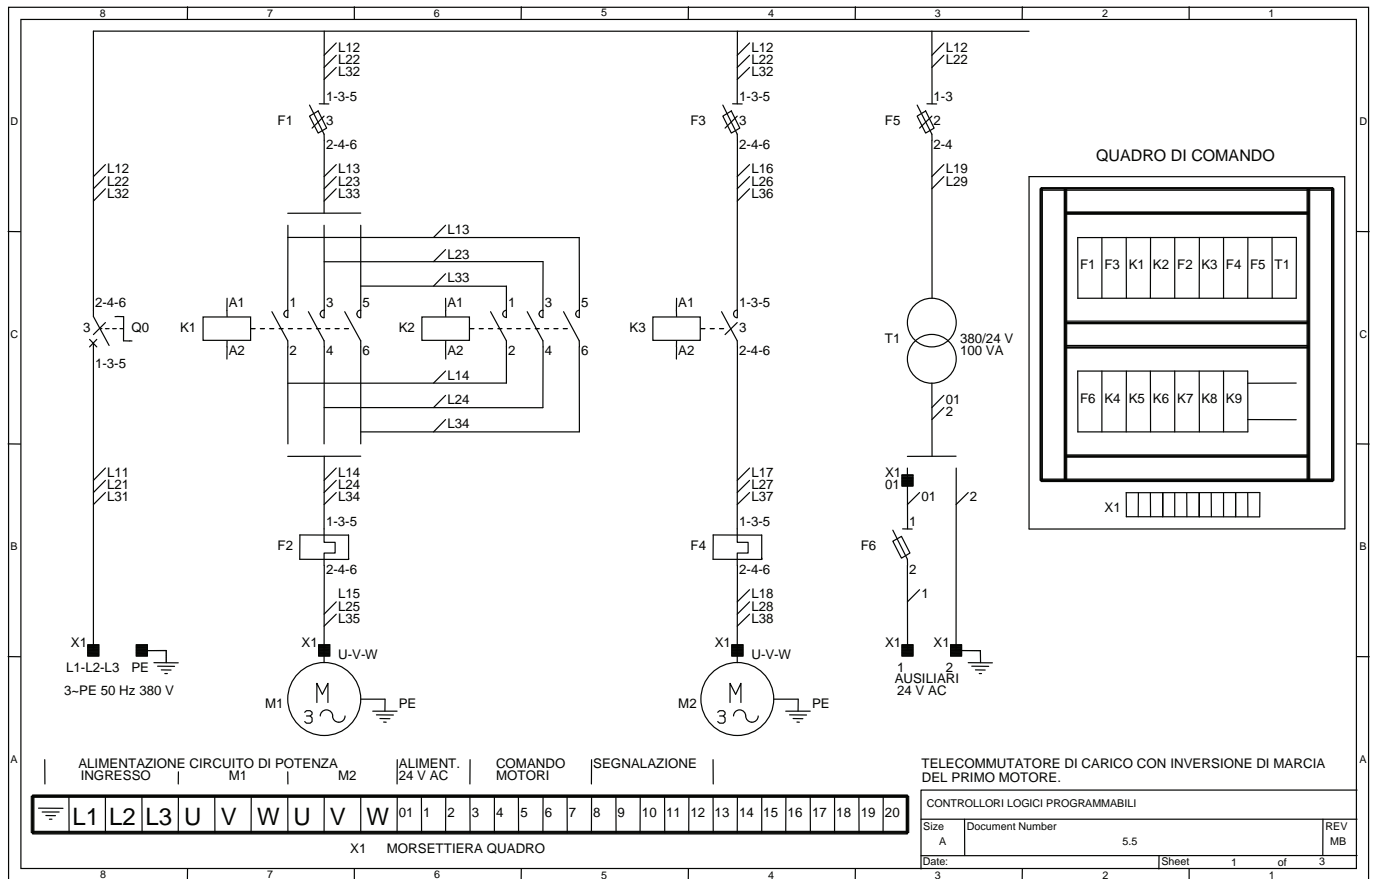 8 7 6 5 4 3 2 1
L12 L12 L12
L22 L22 L22
L32 L32
1-3-5 1-3-5 1-3
D F1 3 F3 3 F5 2 D
2-4-6 2-4-6 2-4
QUADRO DI COMANDO
L12 L13 L16 L19
L22 L23 L26 L29
L32 L33 L36
L13
L23
F1 F3 K1 K2 F2 K3 F4 F5 T1
L33
2-4-6 A1 1 3 5 A1 1 3 5 A1 1-3-5
C 3 Q0 K1 K2 K3 3 T1 380/24 V C
100 VA
1-3-5 A2 2 4 6 A2 2 4 6 A2 2-4-6
L14
L24
L34
01
2
F6 K4 K5 K6 K7 K8 K9
L11 L14 L17 X1
L21 L24 L27 01
L31 L34 L37 01 2
X1
1-3-5 1-3-5 1
B F2 F4 F6 B
2-4-6 2-4-6 2
L15 L18 1
L25 L28
L35 L38
X1 X1 U-V-W X1 U-V-W X1 X1
L1-L2-L3 PE 1 2
3~PE 50 Hz 380 V
AUSILIARI
24 V AC
M1 M 3 PE M2 M 3 PE
A ALIMENTAZIONE CIRCUITO DI POTENZA ALIMENT. COMANDO SEGNALAZIONE A
INGRESSO M1 M2 24 V AC MOTORI
L1 L2 L3 U V W U V W 01 1 2 3 4 5 6 7 8 9 10 11 12 13 14 15 16 17 18 19 20
X1 MORSETTIERA QUADRO
TELECOMMUTATORE DI CARICO CON INVERSIONE DI MARCIA
DEL PRIMO MOTORE.
CONTROLLORI LOGICI PROGRAMMABILI
Size Document Number REV
A 5.5 MB
Date: Sheet 1 of 3
8 7 6 5 4 3 2 1